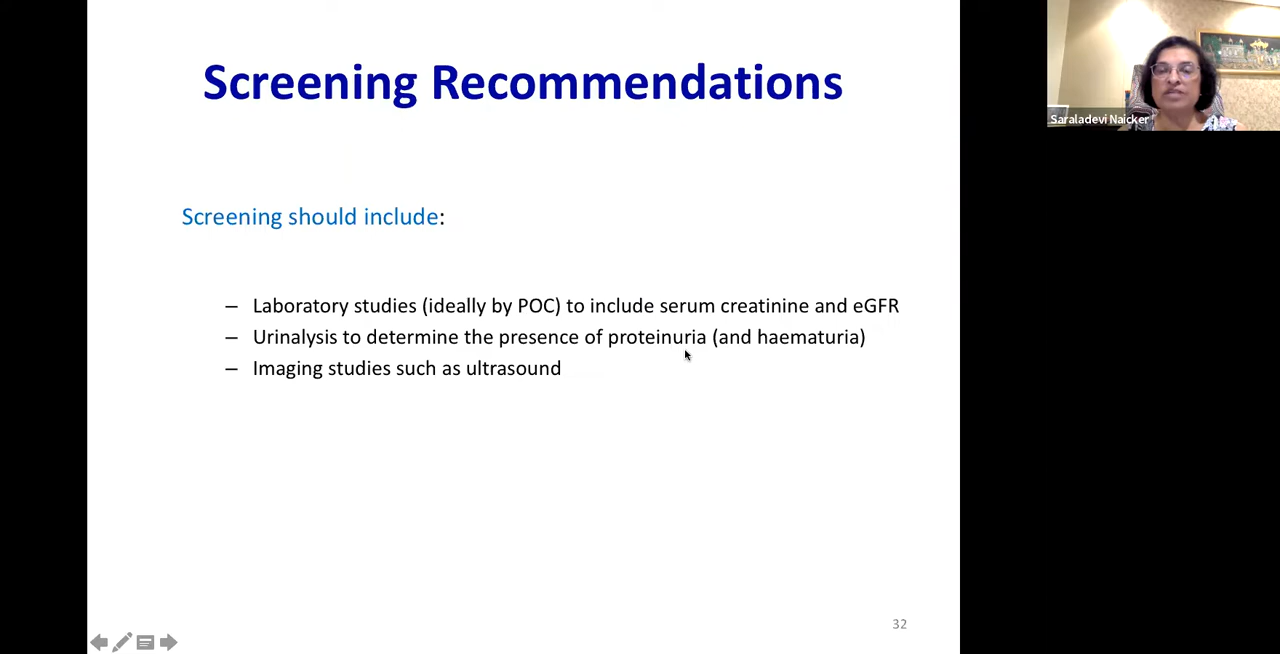 Screening Recommendations
Saraladevi Naicker
Screening should include:
– Laboratory studies (ideally by POC) to include serum creatinine and eGFR
– Urinalysis to determine the presence of proteinuria (and haematuria)
– Imaging studies such as ultrasound
32